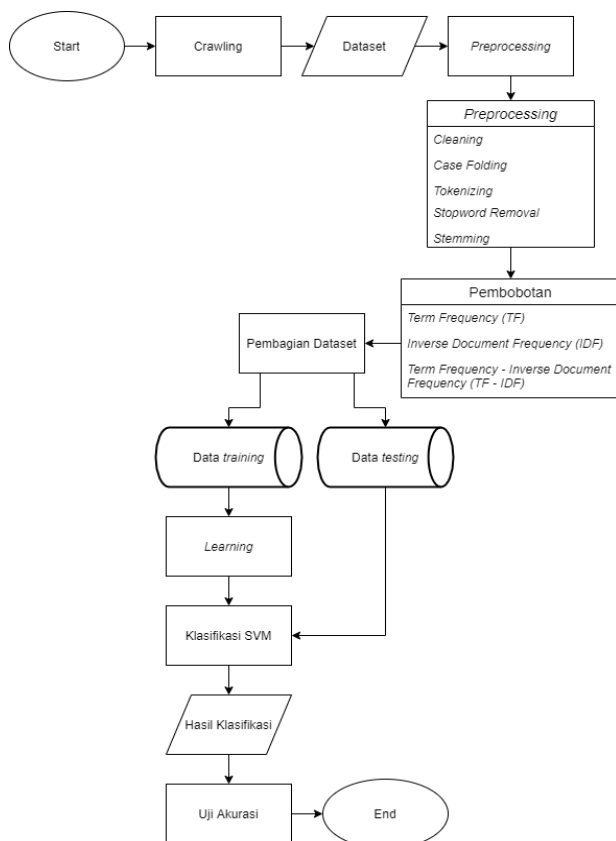 Start
Crawling
Dataset
Preprocessing
Preprocessing
Cleaning
Case Folding
Tokenizing
Stopword Removal
Stemming
Pembobotan
Term Frequency (TF)
Inverse Document Frequency (IDF)
Term Frequency - Inverse Document
Frequency (TF - IDF)
Pembagian Dataset
Data training
Data testing
Learning
Klasifikasi SVM
Hasil Klasifikasi
Uji Akurasi
End